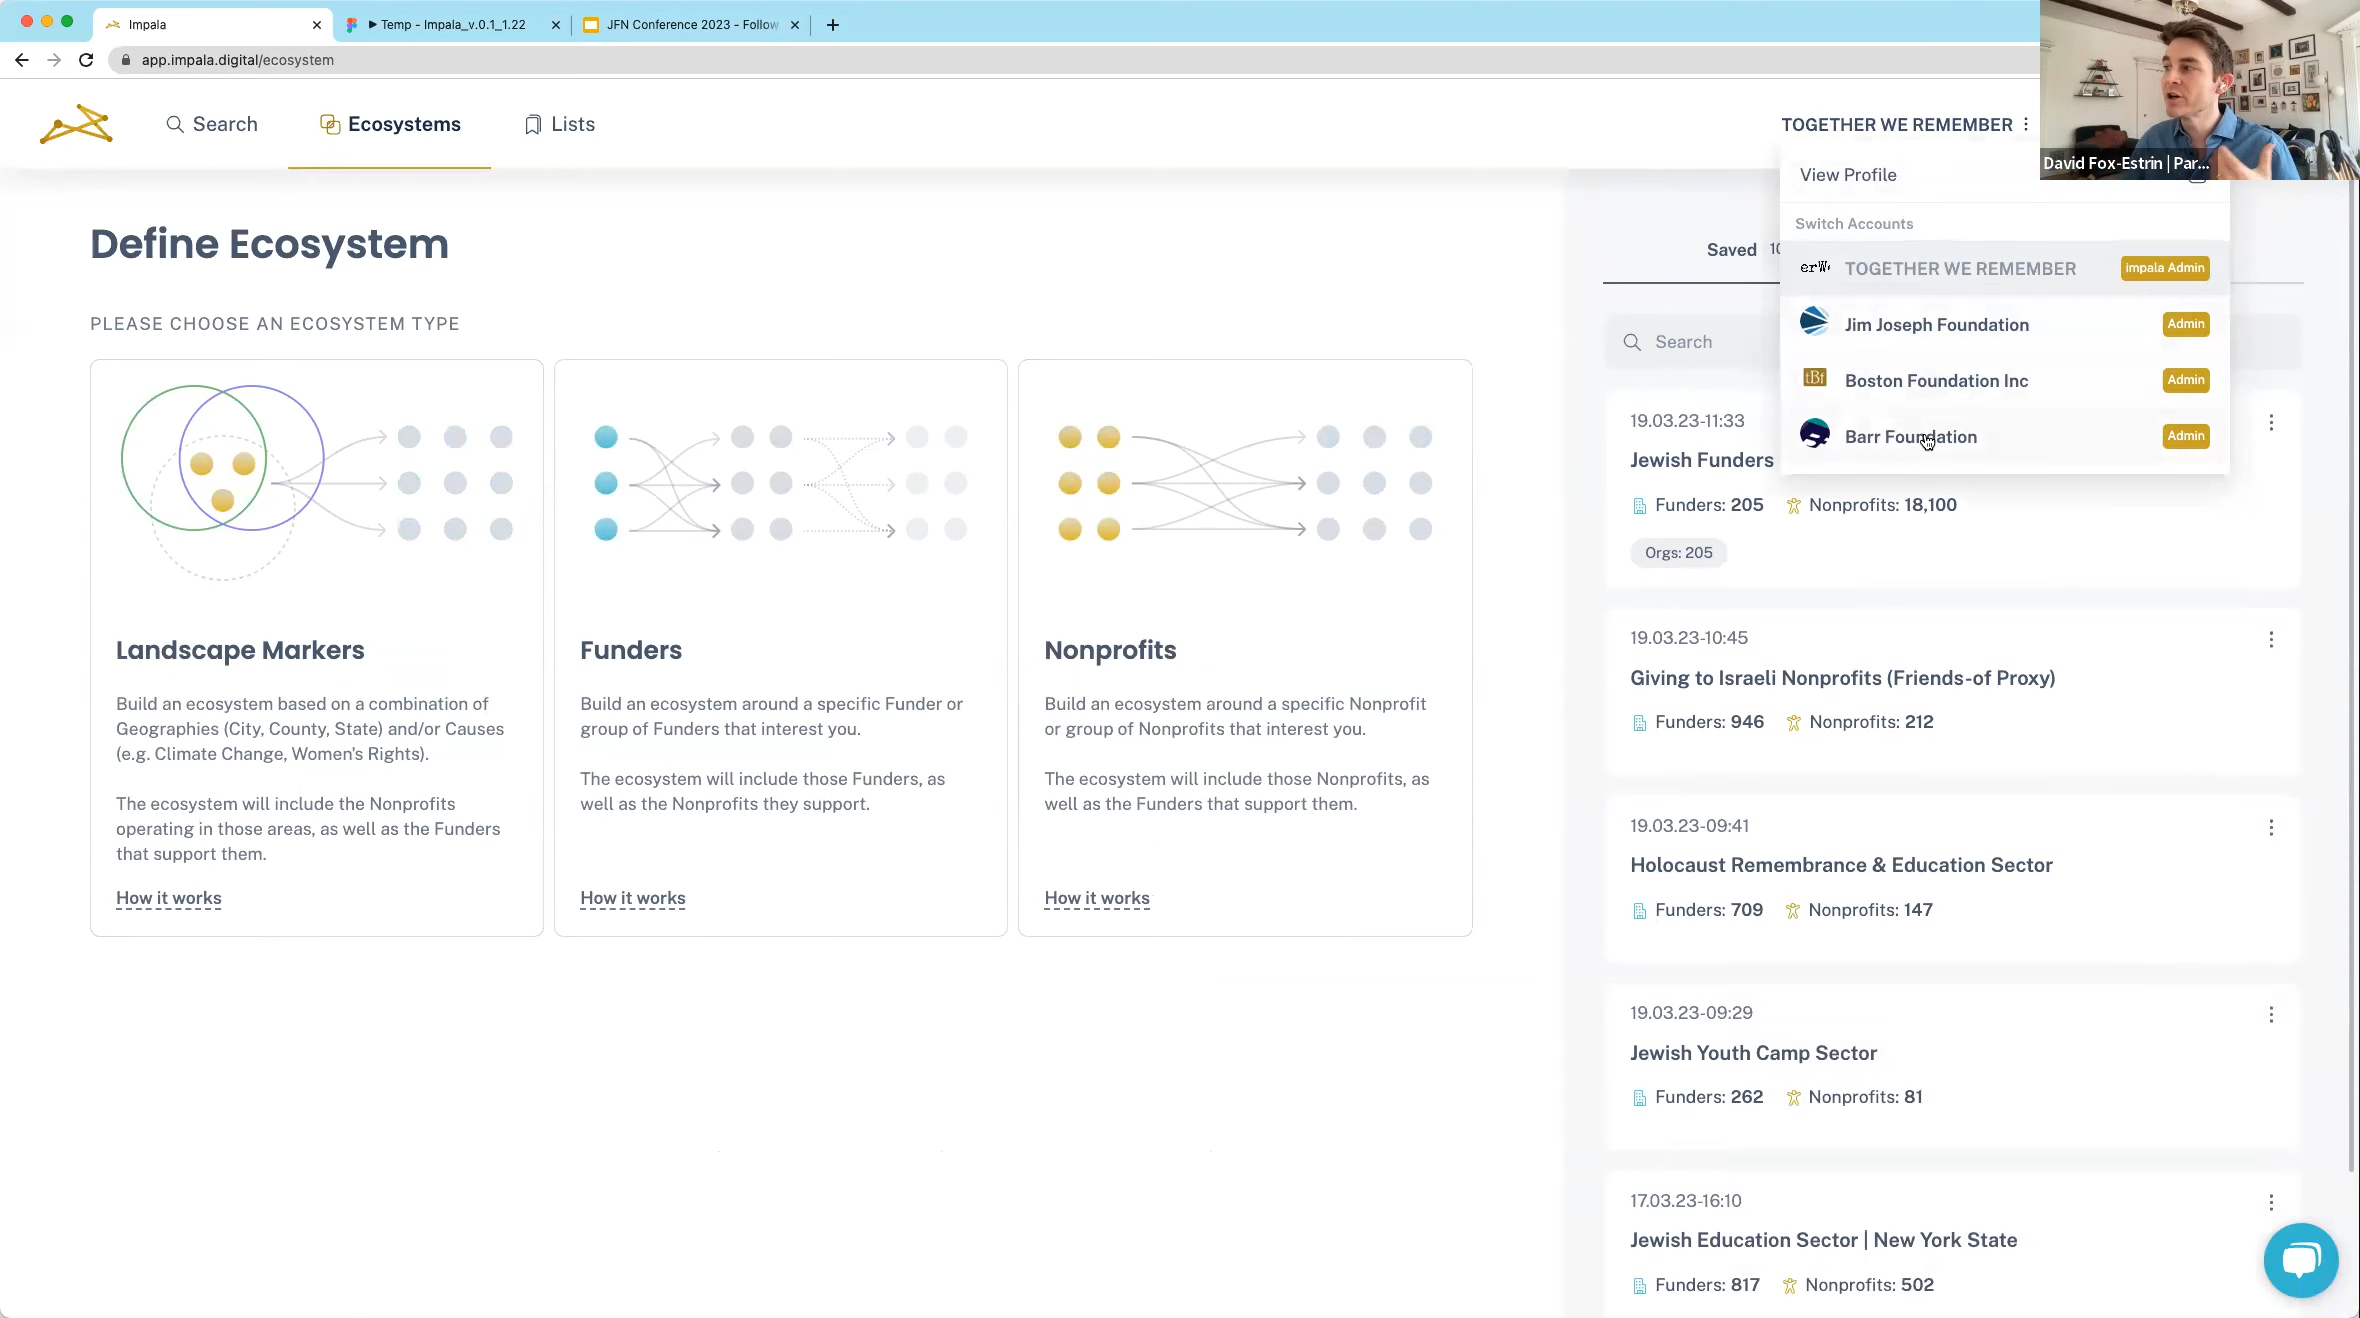 Impala
Temp - Impala_v.0.1_1.22
JFN Conference 2023 - Follow
app.impala.digital/ecosystem
Search
Ecosystems
Lists
TOGETHER WE REMEMBER
David Fox-Estrin | Par...
View Profile
Switch Accounts
TOGETHER WE REMEMBER
impala Admin
Jim Joseph Foundation
Admin
tBf
Boston Foundation Inc
Admin
Barr Foundation
Admin
Define Ecosystem
PLEASE CHOOSE AN ECOSYSTEM TYPE
Landscape Markers
Build an ecosystem based on a combination of
Geographies (City, County, State) and/or Causes
(e.g. Climate Change, Women's Rights).
The ecosystem will include the Nonprofits
operating in those areas, as well as the Funders
that support them.
How it works
Funders
Build an ecosystem around a specific Funder or
group of Funders that interest you.
The ecosystem will include those Funders, as
well as the Nonprofits they support.
How it works
Nonprofits
Build an ecosystem around a specific Nonprofit
or group of Nonprofits that interest you.
The ecosystem will include those Nonprofits, as
well as the Funders that support them.
How it works
Saved
Search
19.03.23-11:33
Jewish Funders
Funders: 205 Nonprofits: 18,100
Orgs: 205
19.03.23-10:45
Giving to Israeli Nonprofits (Friends-of Proxy)
Funders: 946 Nonprofits: 212
19.03.23-09:41
Holocaust Remembrance & Education Sector
Funders: 709 Nonprofits: 147
19.03.23-09:29
Jewish Youth Camp Sector
Funders: 262 Nonprofits: 81
17.03.23-16:10
Jewish Education Sector | New York State
Funders: 817 Nonprofits: 502